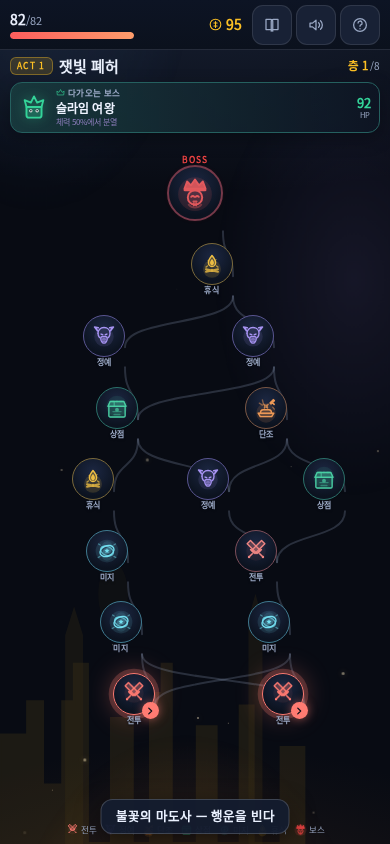 82/82
95
ACT 1 잿빛 폐허 층 1/8
다가오는 보스
슬라임 여왕
체력 50%에서 분열
92
HP
BOSS
휴식
정예 정예
상점 단조
휴식 정예 상점
미지 전투
미지 미지
전투 전투
불꽃의 마도사 — 행운을 빈다
전투 보스